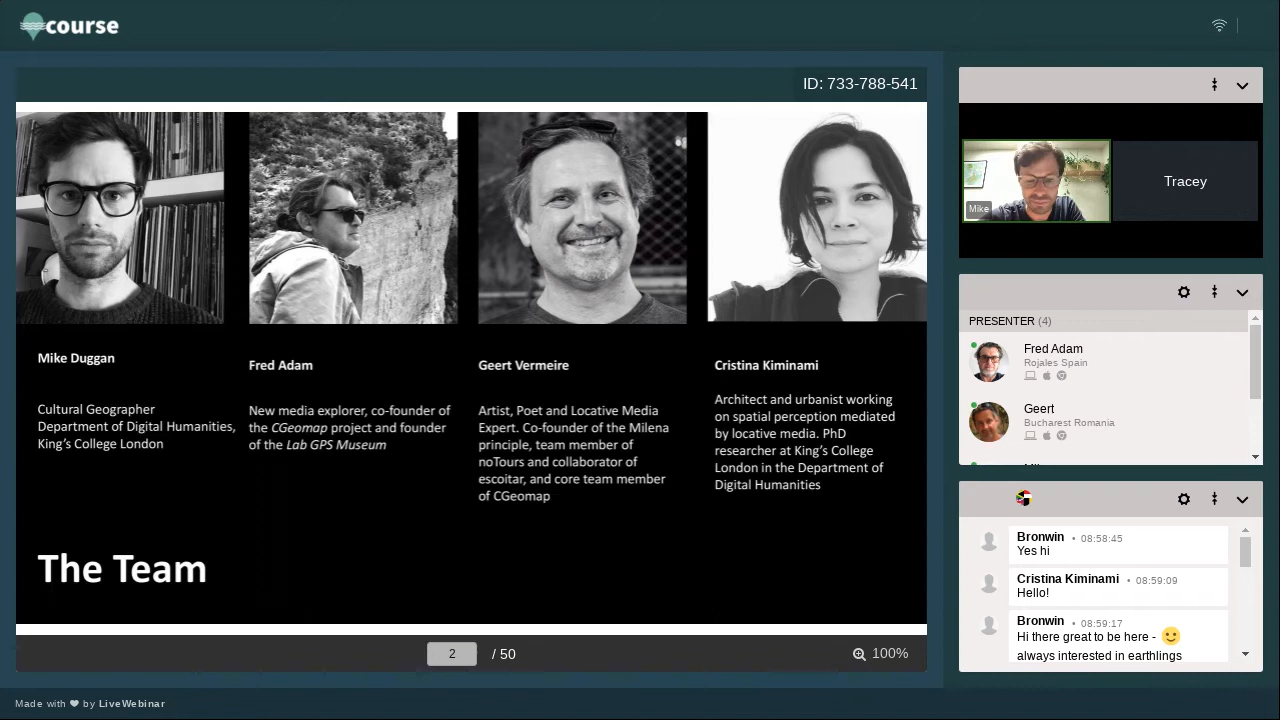 course
ID: 733-788-541
Mike Duggan
Cultural Geographer
Department of Digital Humanities,
King's College London
Fred Adam
New media explorer, co-founder of
the CGeomap project and founder
of the Lab GPS Museum
Geert Vermeire
Artist, Poet and Locative Media
Expert. Co-founder of the Milena
principle, team member of
noTours and collaborator of
escoitar, and core team member
of CGeomap
Cristina Kiminami
Architect and urbanist working
on spatial perception mediated
by locative media. PhD
researcher at King's College
London in the Department of
Digital Humanities
The Team
2 / 50
100%
Mike
Tracey
PRESENTER (4)
Fred Adam
Rojales Spain
Geert
Bucharest Romania
Bronwin • 08:58:45
Yes hi
Cristina Kiminami • 08:59:09
Hello!
Bronwin • 08:59:17
Hi there great to be here - 🙂
always interested in earthlings
Made with ♥ by LiveWebinar